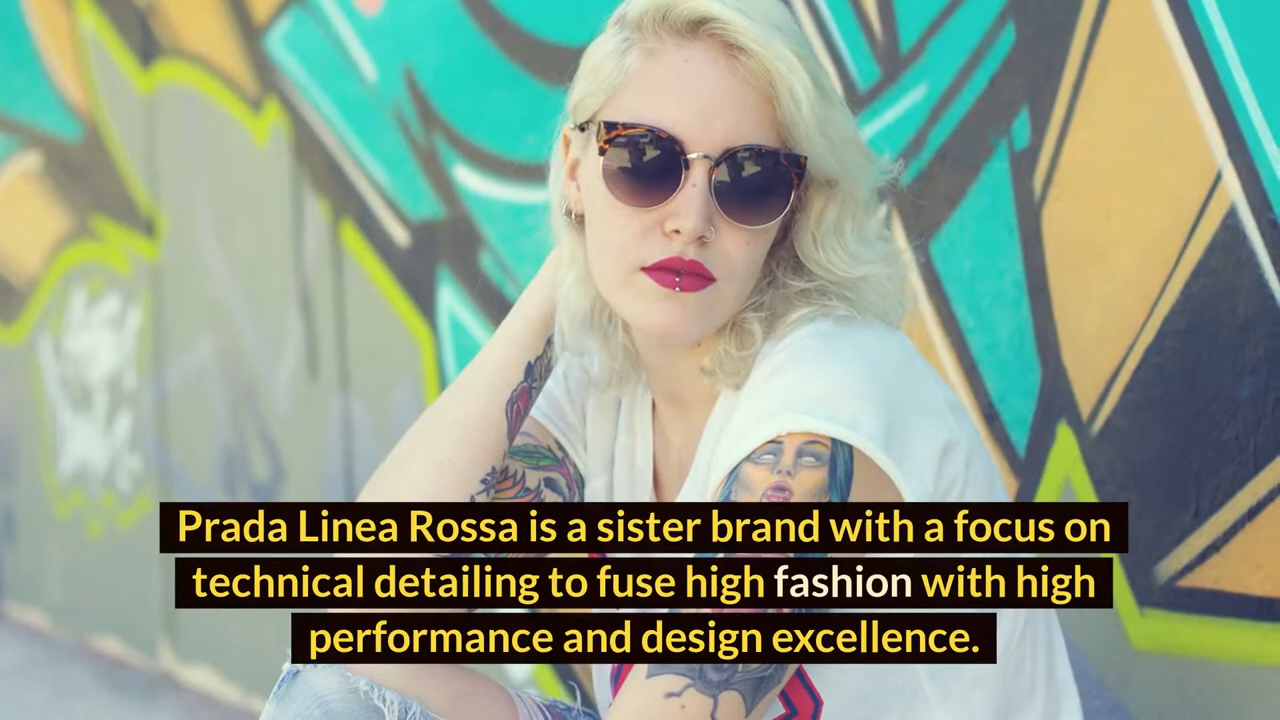 Prada Linea Rossa is a sister brand with a focus on
technical detailing to fuse high fashion with high
performance and design excellence.